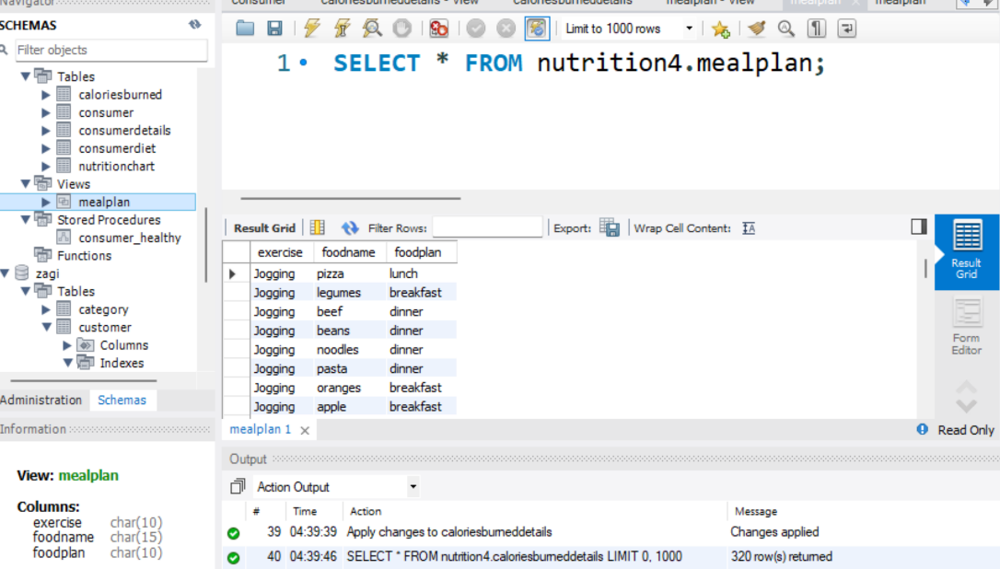 Navigator
SCHEMAS
Filter objects
Tables
caloriesburned
consumer
consumerdetails
consumerdiet
nutritionchart
Views
mealplan
Stored Procedures
consumer_healthy
Functions
zagi
Tables
category
customer
Columns
Indexes
Administration Schemas
Information
View: mealplan
Columns:
exercise char(10)
foodname char(15)
foodplan char(10)
consumer caloriesburneddetails - View caloriesburneddetails mealplan - View mealplan mealplan
Limit to 1000 rows
1 SELECT * FROM nutrition4.mealplan;
Result Grid Filter Rows: Export: Wrap Cell Content: IA
exercise foodname foodplan
Jogging pizza lunch
Jogging legumes breakfast
Jogging beef dinner
Jogging beans dinner
Jogging noodles dinner
Jogging pasta dinner
Jogging oranges breakfast
Jogging apple breakfast
Result
Grid
Form
Editor
mealplan 1 Read Only
Output
Action Output
# Time Action Message
39 04:39:39 Apply changes to caloriesburneddetails Changes applied
40 04:39:46 SELECT * FROM nutrition4.caloriesburneddetails LIMIT 0, 1000 320 row(s) returned